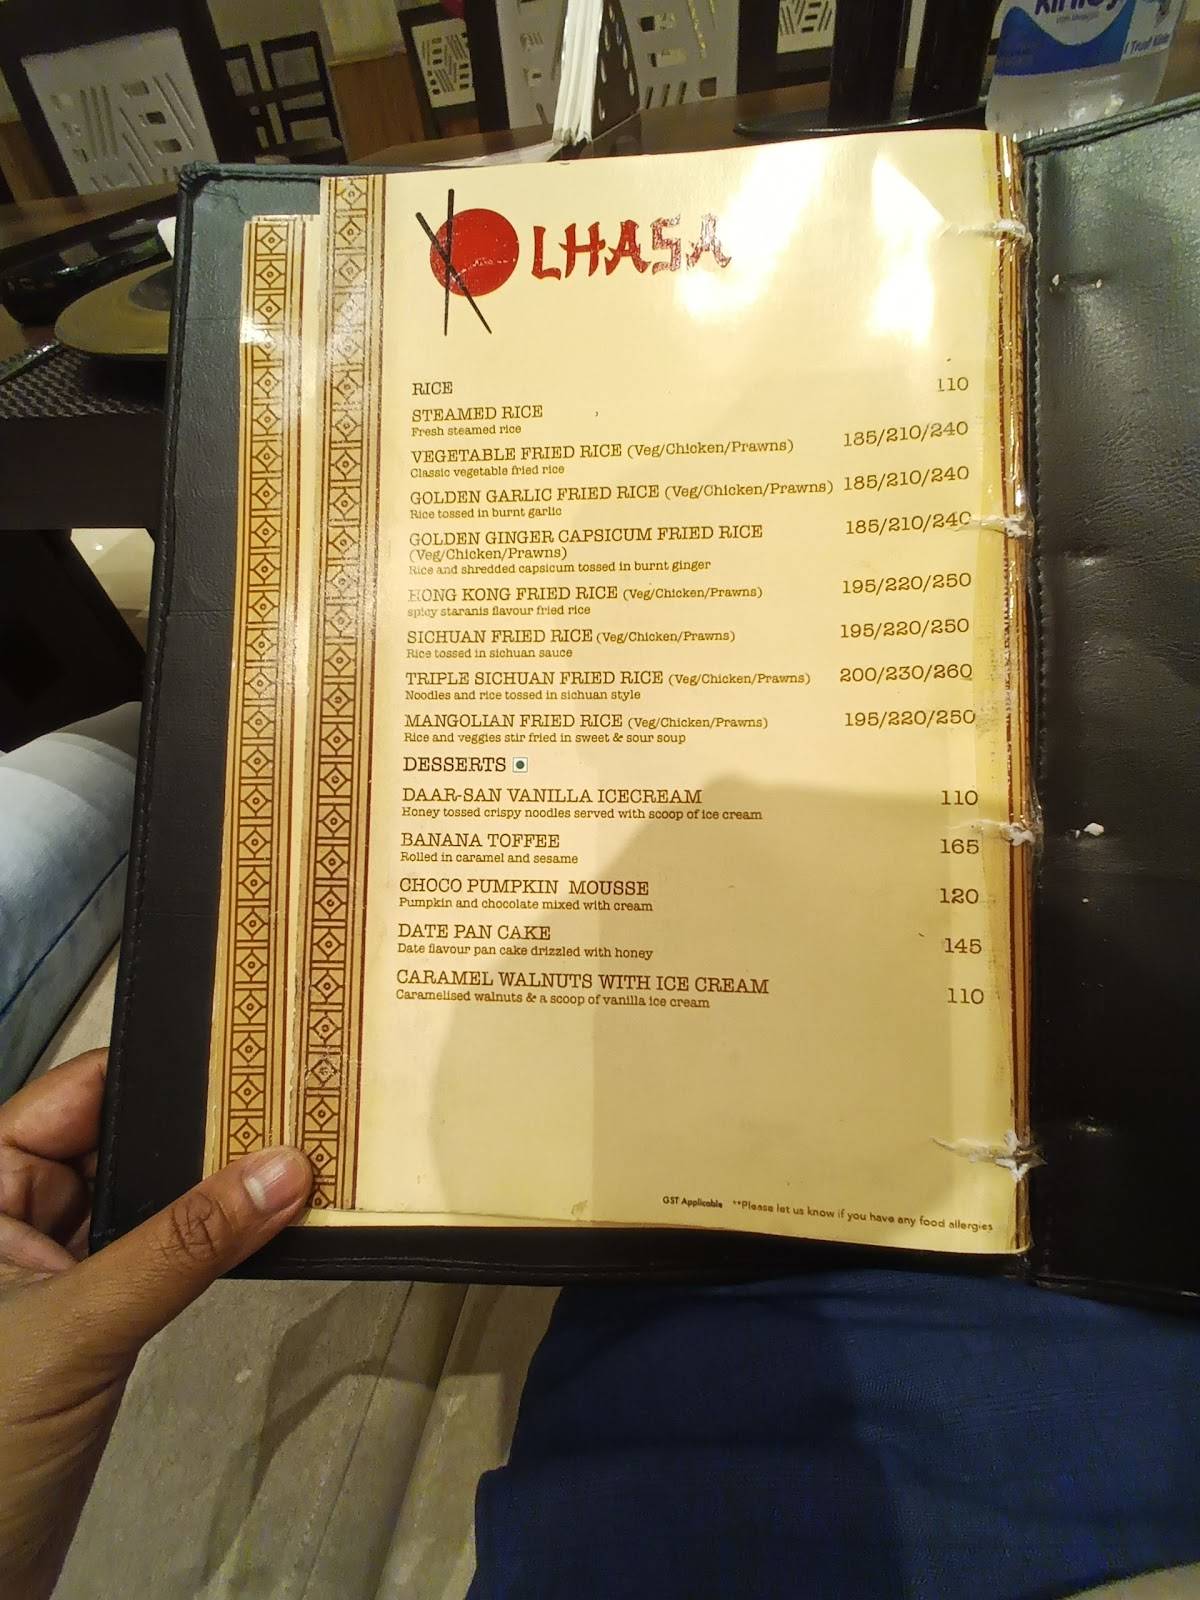 Kinley
I Trust Kinley
LHASA
RICE
110
STEAMED RICE
Fresh steamed rice
VEGETABLE FRIED RICE (Veg/Chicken/Prawns) 185/210/240
Classic vegetable fried rice
GOLDEN GARLIC FRIED RICE (Veg/Chicken/Prawns) 185/210/240
Rice tossed in burnt garlic
GOLDEN GINGER CAPSICUM FRIED RICE 185/210/240
(Veg/Chicken/Prawns)
Rice and shredded capsicum tossed in burnt ginger
HONG KONG FRIED RICE (Veg/Chicken/Prawns) 195/220/250
spicy staranis flavour fried rice
SICHUAN FRIED RICE (Veg/Chicken/Prawns) 195/220/250
Rice tossed in sichuan sauce
TRIPLE SICHUAN FRIED RICE (Veg/Chicken/Prawns) 200/230/260
Noodles and rice tossed in sichuan style
MANGOLIAN FRIED RICE (Veg/Chicken/Prawns) 195/220/250
Rice and veggies stir fried in sweet & sour soup
DESSERTS
DAAR-SAN VANILLA ICECREAM 110
Honey tossed crispy noodles served with scoop of ice cream
BANANA TOFFEE 165
Rolled in caramel and sesame
CHOCO PUMPKIN MOUSSE 120
Pumpkin and chocolate mixed with cream
DATE PAN CAKE 145
Date flavour pan cake drizzled with honey
CARAMEL WALNUTS WITH ICE CREAM 110
Caramelised walnuts & a scoop of vanilla ice cream
GST Applicable **Please let us know if you have any food allergies